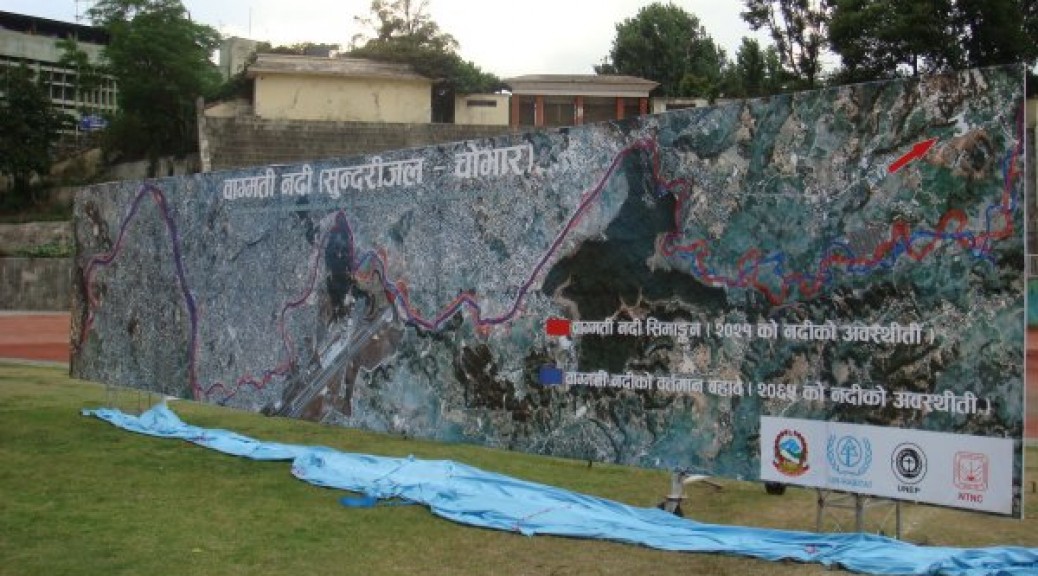 वाग्मती नदी (सुन्दरीजल - चोभार)
वाग्मती नदी सिमाङ्कन । २०२१ को नदीको अवस्थीती ।
वाग्मती नदीको वर्तमान बहाव । २०६५ को नदीको अवस्थीती ।
UN-HABITAT
UNEP
NTNC